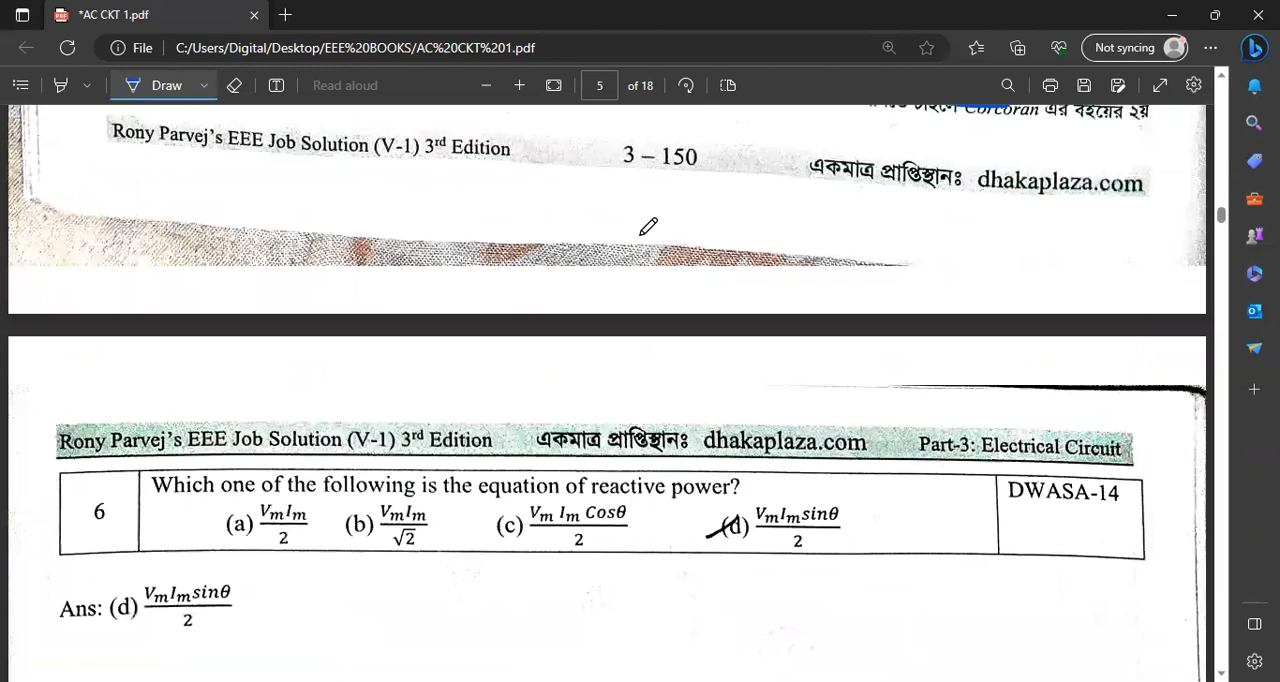 *AC CKT 1.pdf
File C:/Users/Digital/Desktop/EEE%20BOOKS/AC%20CKT%201.pdf Not syncing
Draw Read aloud 5 of 18
Corcoran এর বইয়ের ২য়
Rony Parvej's EEE Job Solution (V-1) 3rd Edition 3 – 150 একমাত্র প্রাপ্তিস্থানঃ dhakaplaza.com
Rony Parvej's EEE Job Solution (V-1) 3rd Edition একমাত্র প্রাপ্তিস্থানঃ dhakaplaza.com Part-3: Electrical Circuit
6 Which one of the following is the equation of reactive power? DWASA-14
(a) VmIm/2 (b) VmIm/√2 (c) Vm Im Cosθ/2 (d) VmImsinθ/2
Ans: (d) VmImsinθ/2